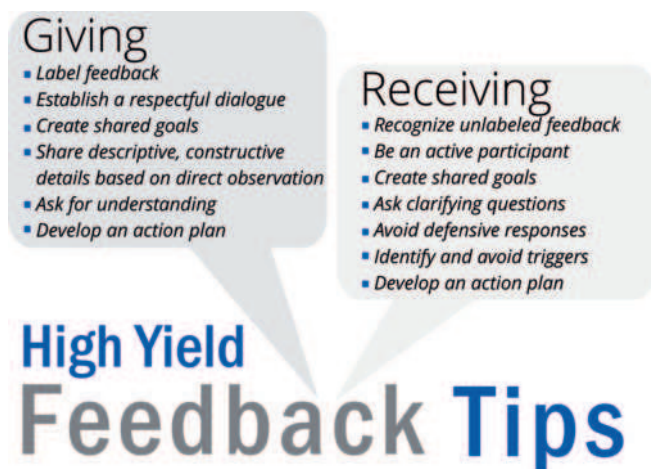 Giving
▪ Label feedback
▪ Establish a respectful dialogue
▪ Create shared goals
▪ Share descriptive, constructive
details based on direct observation
▪ Ask for understanding
▪ Develop an action plan
Receiving
▪ Recognize unlabeled feedback
▪ Be an active participant
▪ Create shared goals
▪ Ask clarifying questions
▪ Avoid defensive responses
▪ Identify and avoid triggers
▪ Develop an action plan
High Yield
Feedback Tips